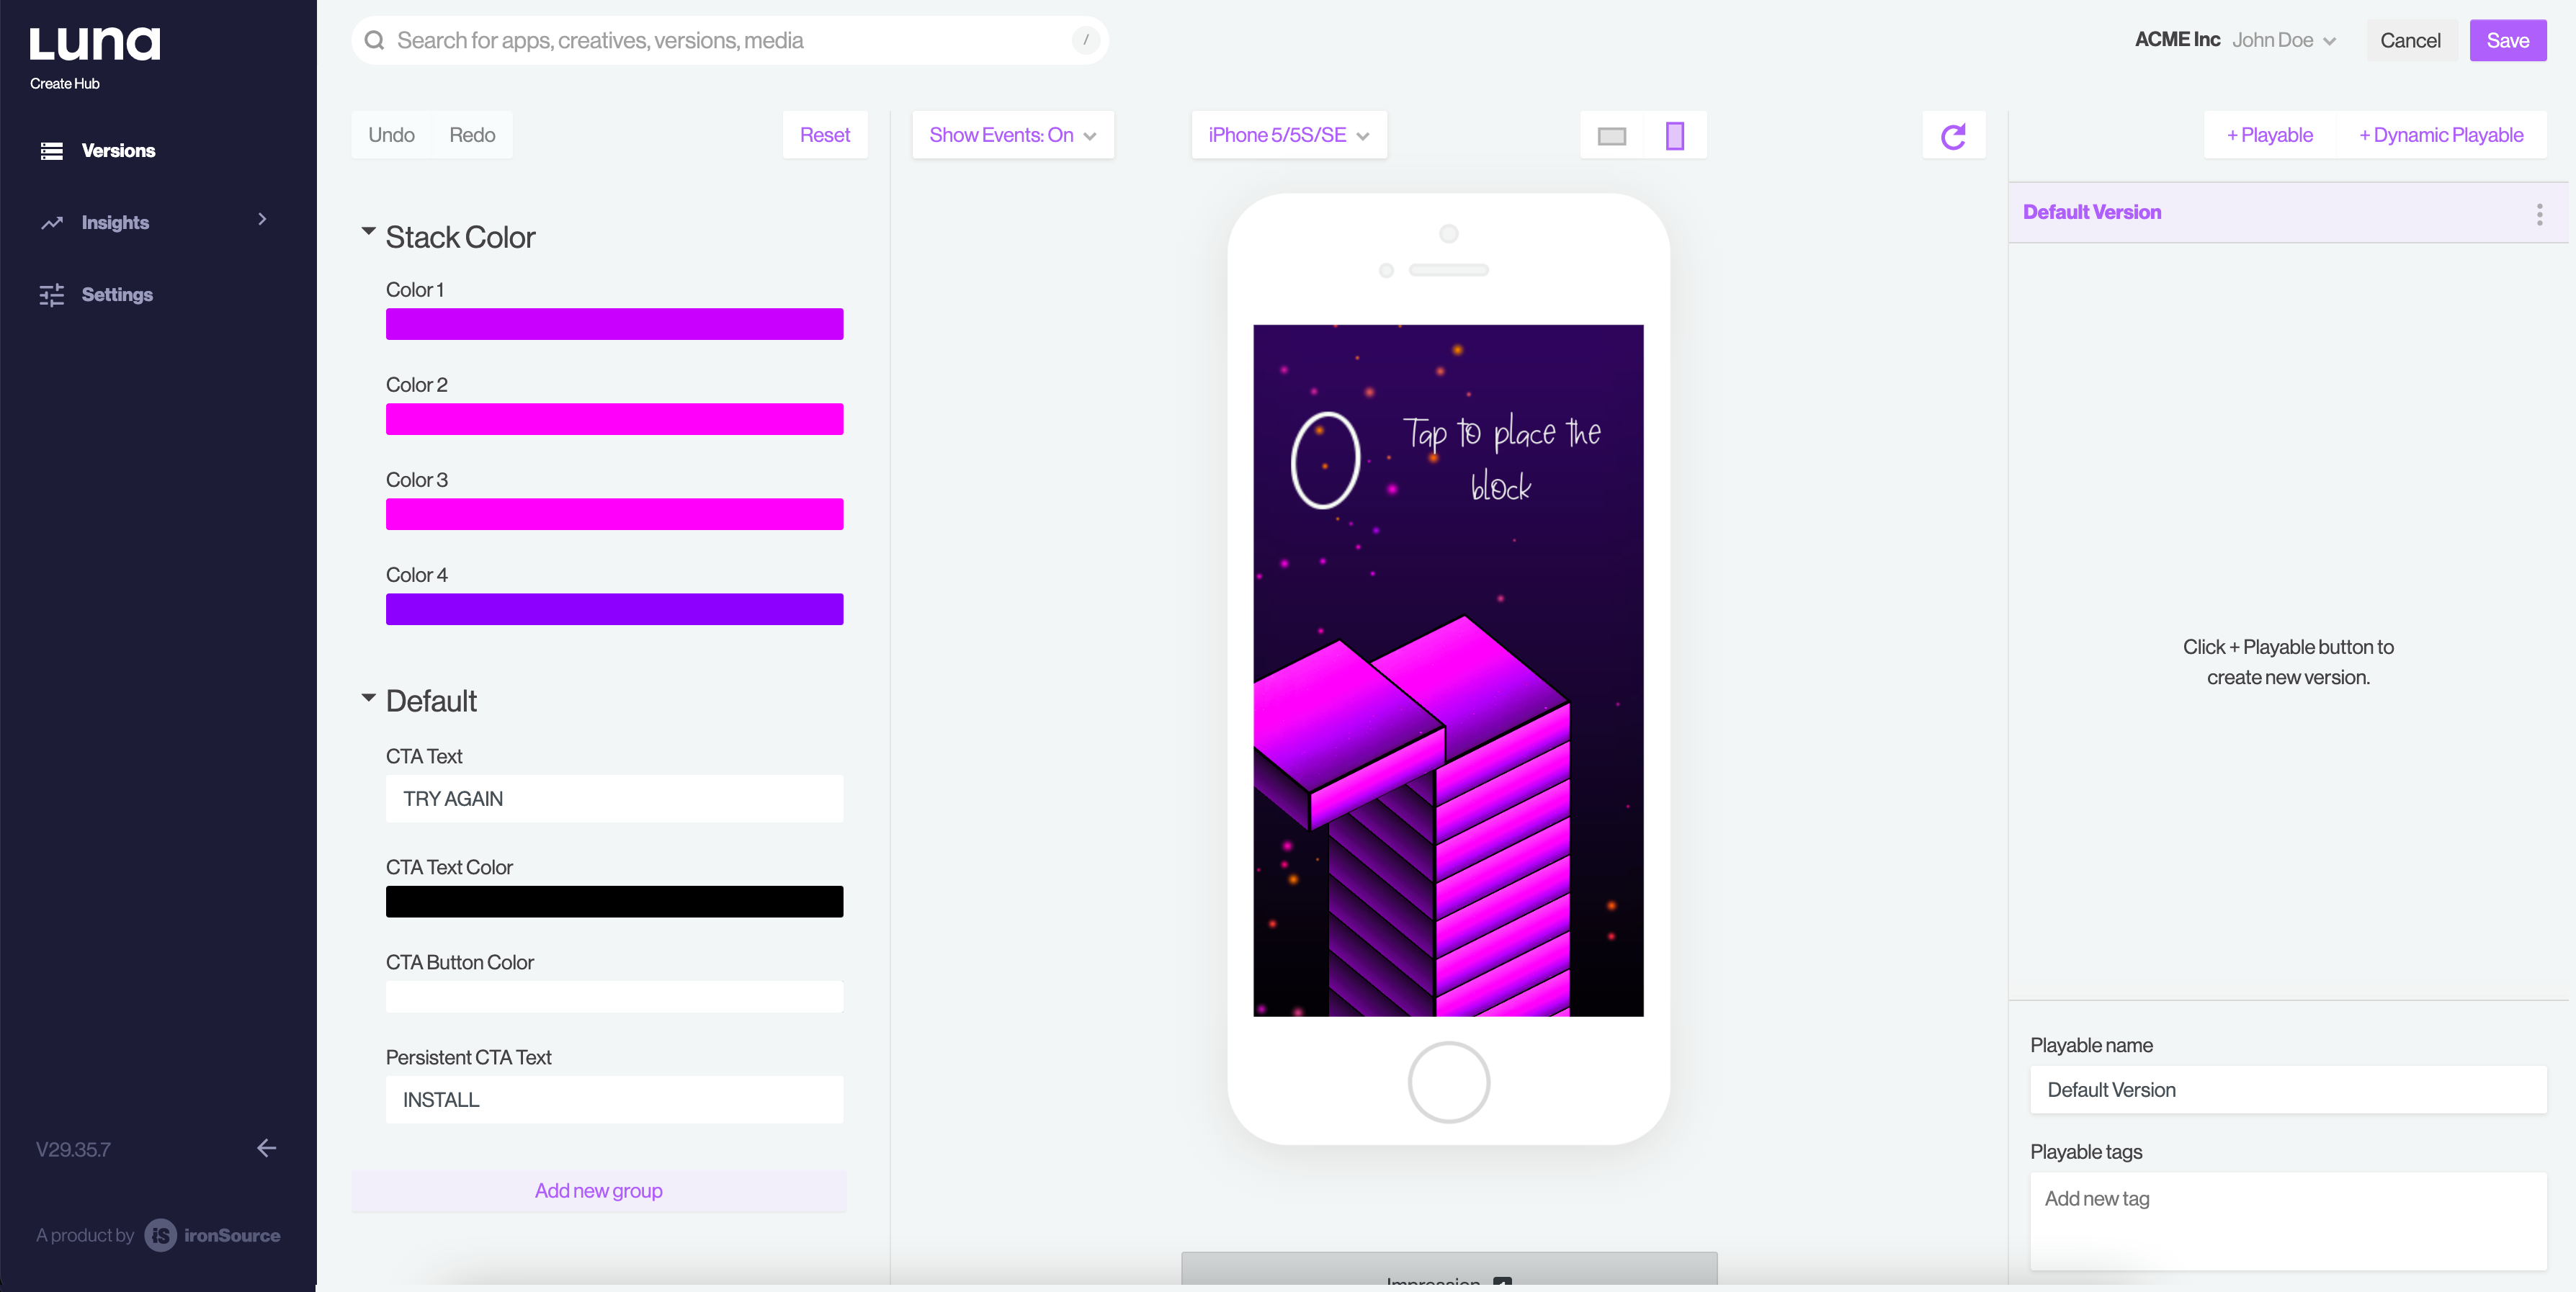 Luna
Create Hub
Versions
Insights
Settings
V29.35.7
A product by iS ironSource
Search for apps, creatives, versions, media /
ACME Inc John Doe
Cancel
Save
Undo
Redo
Reset
Show Events: On
iPhone 5/5S/SE
+ Playable
+ Dynamic Playable
Stack Color
Color 1
Color 2
Color 3
Color 4
Default
CTA Text
TRY AGAIN
CTA Text Color
CTA Button Color
Persistent CTA Text
INSTALL
Add new group
0
Tap to place the
block
Impression 1
Default Version
Click + Playable button to
create new version.
Playable name
Default Version
Playable tags
Add new tag